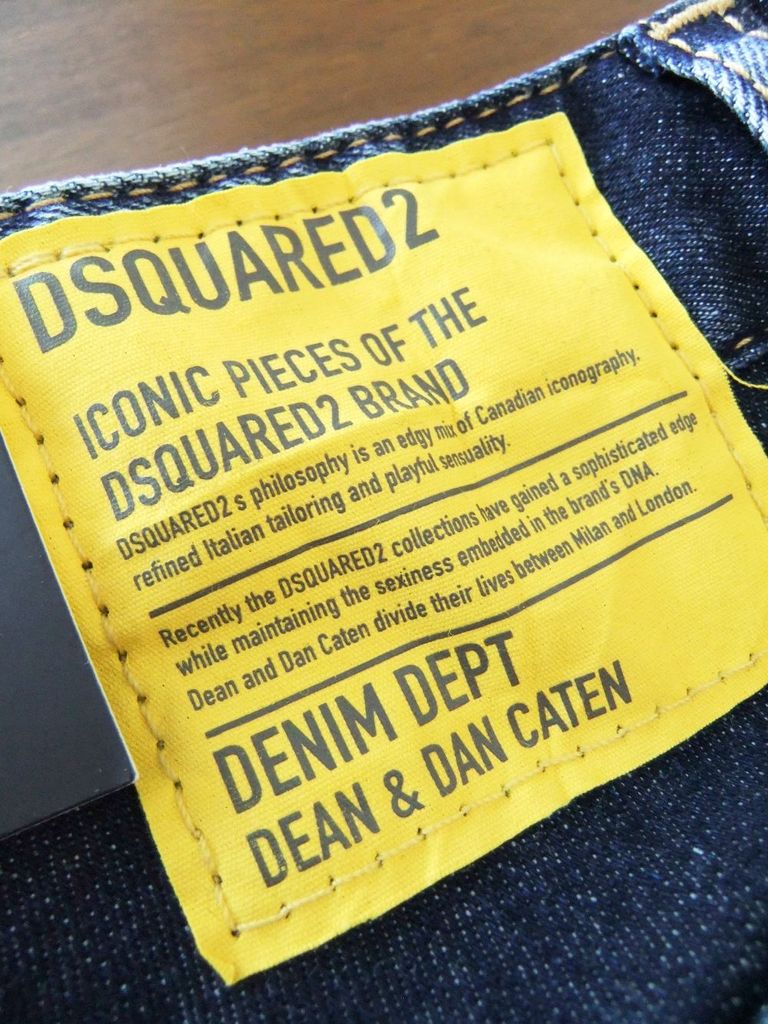 DSQUARED2
ICONIC PIECES OF THE
DSQUARED2 BRAND
DSQUARED2 s philosophy is an edgy mix of Canadian iconography,
refined Italian tailoring and playful sensuality.
Recently the DSQUARED2 collections have gained a sophisticated edge
while maintaining the sexiness embedded in the brand's DNA.
Dean and Dan Caten divide their lives between Milan and London.
DENIM DEPT
DEAN & DAN CATEN